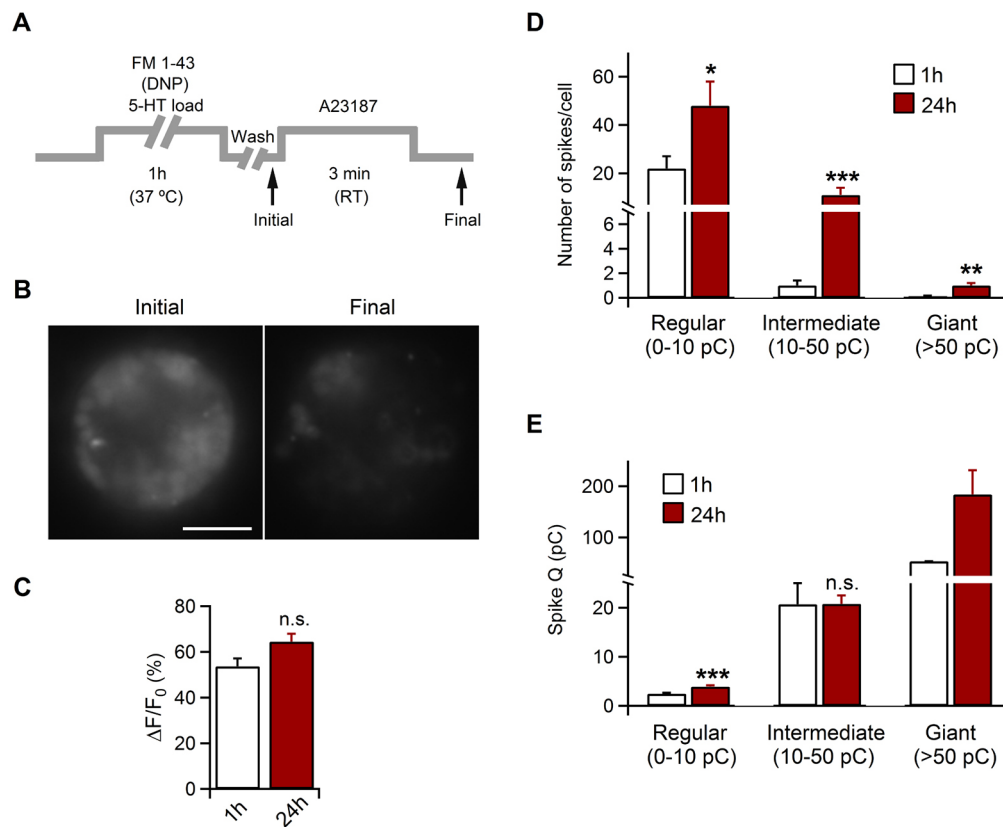 A
FM 1-43
(DNP)
5-HT load
A23187
Wash
1h
(37 ºC)
3 min
(RT)
Initial
Final
B
Initial
Final
C
ΔF/F0 (%)
80
60
40
20
0
n.s.
1h
24h
D
Number of spikes/cell
60
40
20
6
4
2
0
1h
24h
*
***
**
Regular
(0-10 pC)
Intermediate
(10-50 pC)
Giant
(>50 pC)
E
Spike Q (pC)
200
100
20
10
0
1h
24h
***
n.s.
Regular
(0-10 pC)
Intermediate
(10-50 pC)
Giant
(>50 pC)